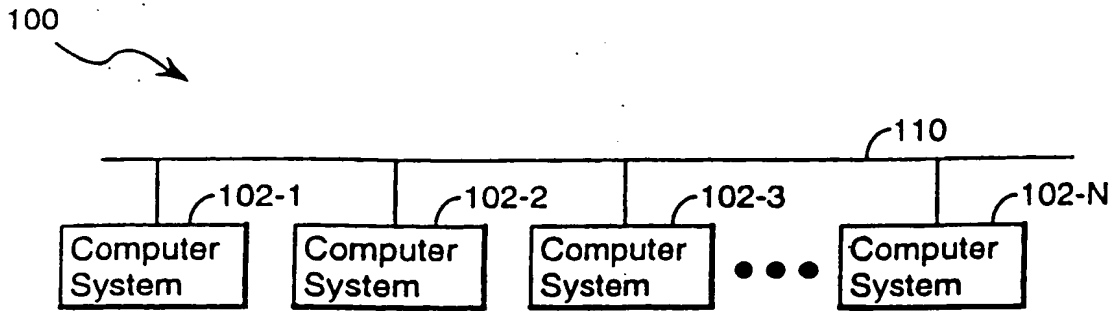 100
110
102-1
102-2
102-3
102-N
Computer
System
Computer
System
Computer
System
Computer
System